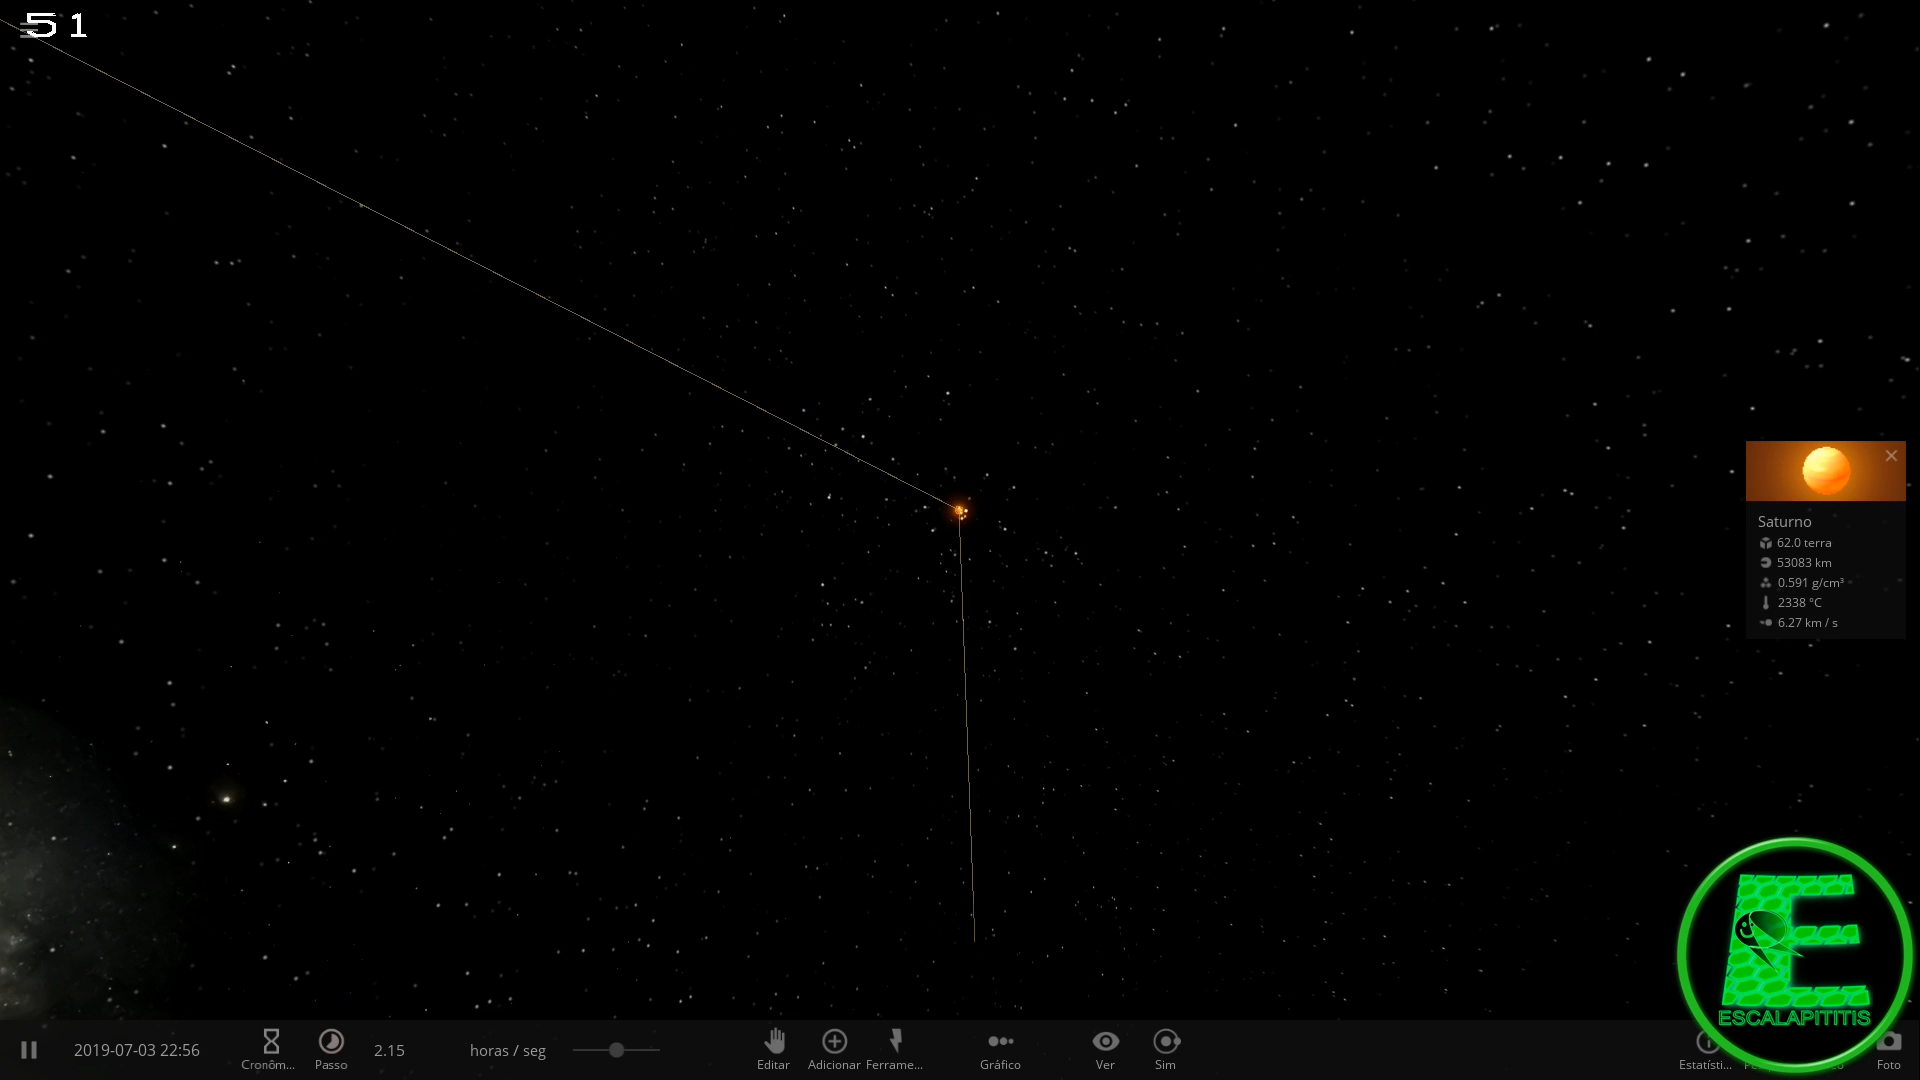 51
Saturno
62.0 terra
53083 km
0.591 g/cm³
2338 °C
6.27 km / s
ESCALAPITITIS
2019-07-03 22:56
Cronôm...
Passo
2.15
horas / seg
Editar
Adicionar
Ferrame...
Gráfico
Ver
Sim
Estatísti...
Foto